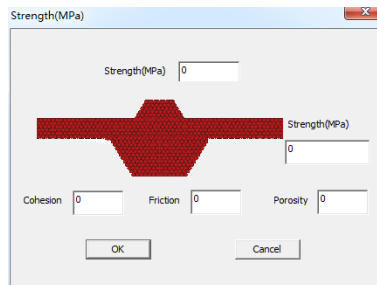 Strength(MPa)
Strength(MPa) 0
Strength(MPa)
0
Cohesion 0 Friction 0 Porosity 0
OK Cancel